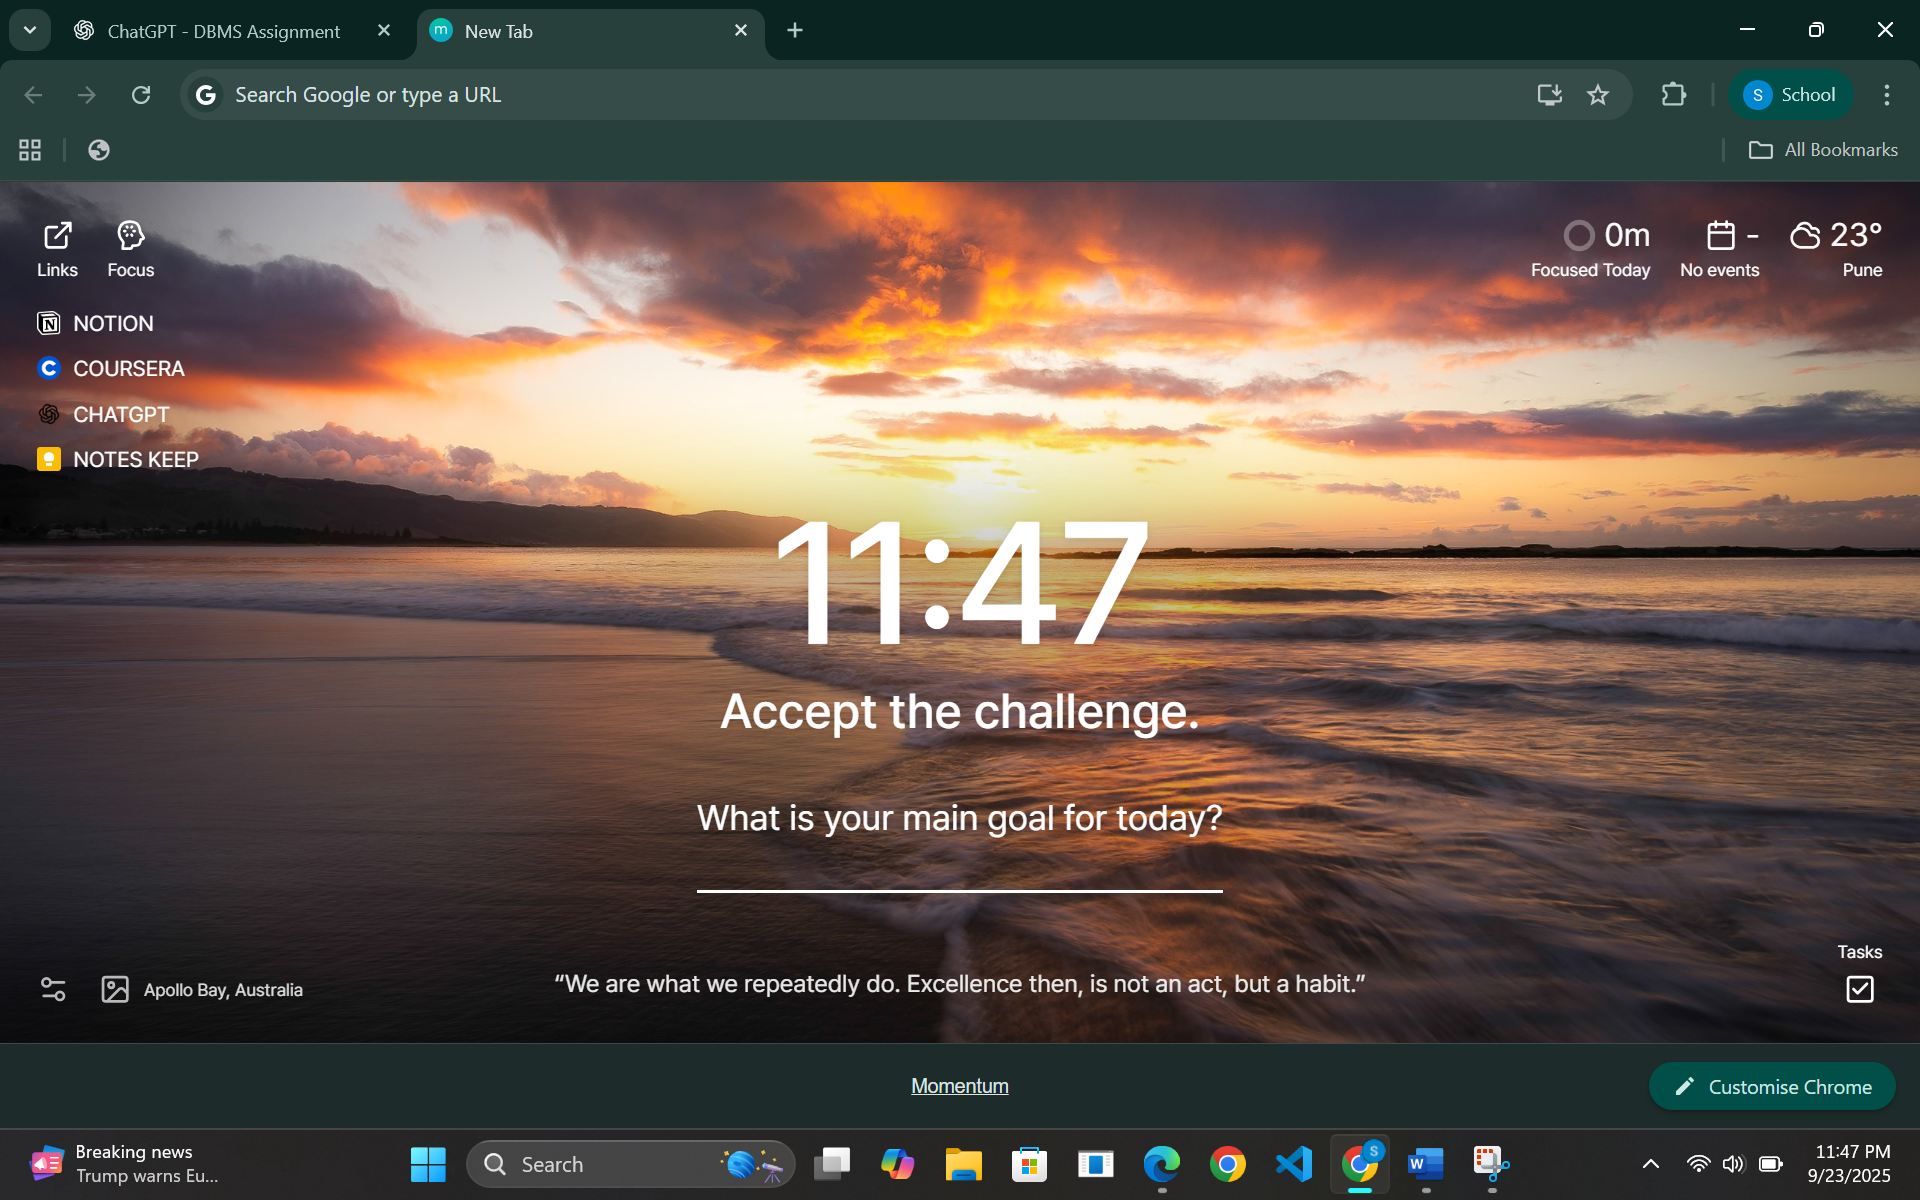 ChatGPT - DBMS Assignment
m New Tab
G Search Google or type a URL
S School
All Bookmarks
Links
Focus
0m
Focused Today
-
No events
23°
Pune
NOTION
COURSERA
CHATGPT
NOTES KEEP
11:47
Accept the challenge.
What is your main goal for today?
Tasks
Apollo Bay, Australia
“We are what we repeatedly do. Excellence then, is not an act, but a habit.”
Momentum
Customise Chrome
Breaking news
Trump warns Eu...
Search
S
W
11:47 PM
9/23/2025